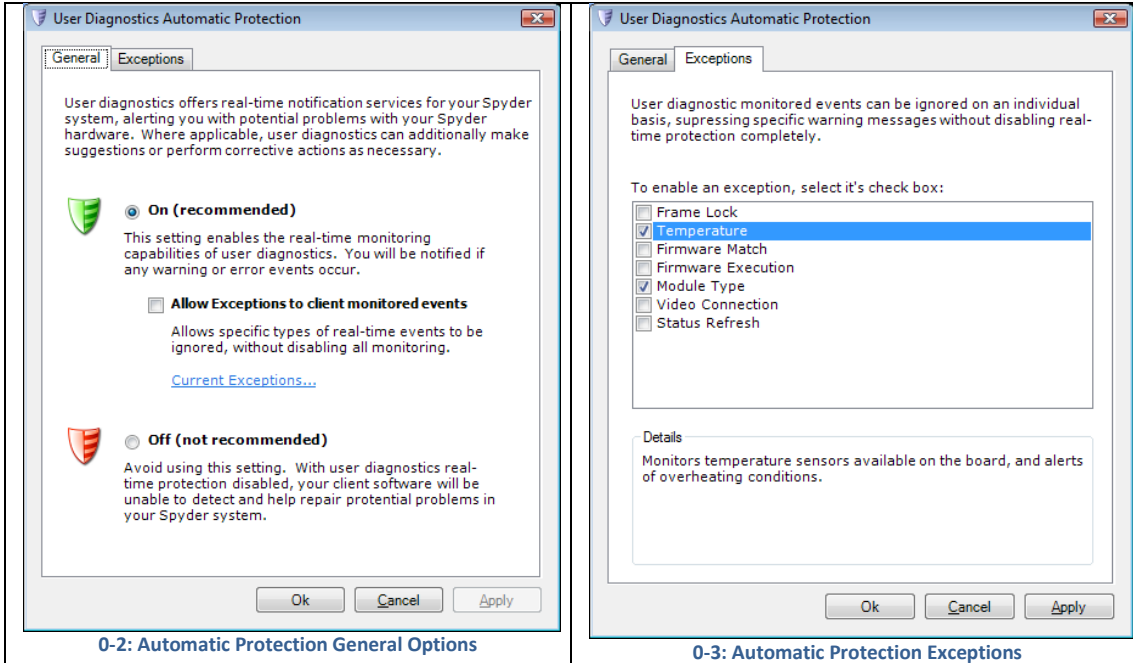 User Diagnostics Automatic Protection
General
Exceptions
User diagnostics offers real-time notification services for your Spyder
system, alerting you with potential problems with your Spyder
hardware. Where applicable, user diagnostics can additionally make
suggestions or perform corrective actions as necessary.
On (recommended)
This setting enables the real-time monitoring
capabilities of user diagnostics. You will be notified if
any warning or error events occur.
Allow Exceptions to client monitored events
Allows specific types of real-time events to be
ignored, without disabling all monitoring.
Current Exceptions...
Off (not recommended)
Avoid using this setting. With user diagnostics real-
time protection disabled, your client software will be
unable to detect and help repair protential problems in
your Spyder system.
Ok
Cancel
Apply
0-2: Automatic Protection General Options
User Diagnostics Automatic Protection
General
Exceptions
User diagnostic monitored events can be ignored on an individual
basis, supressing specific warning messages without disabling real-
time protection completely.
To enable an exception, select it's check box:
Frame Lock
Temperature
Firmware Match
Firmware Execution
Module Type
Video Connection
Status Refresh
Details
Monitors temperature sensors available on the board, and alerts
of overheating conditions.
Ok
Cancel
Apply
0-3: Automatic Protection Exceptions